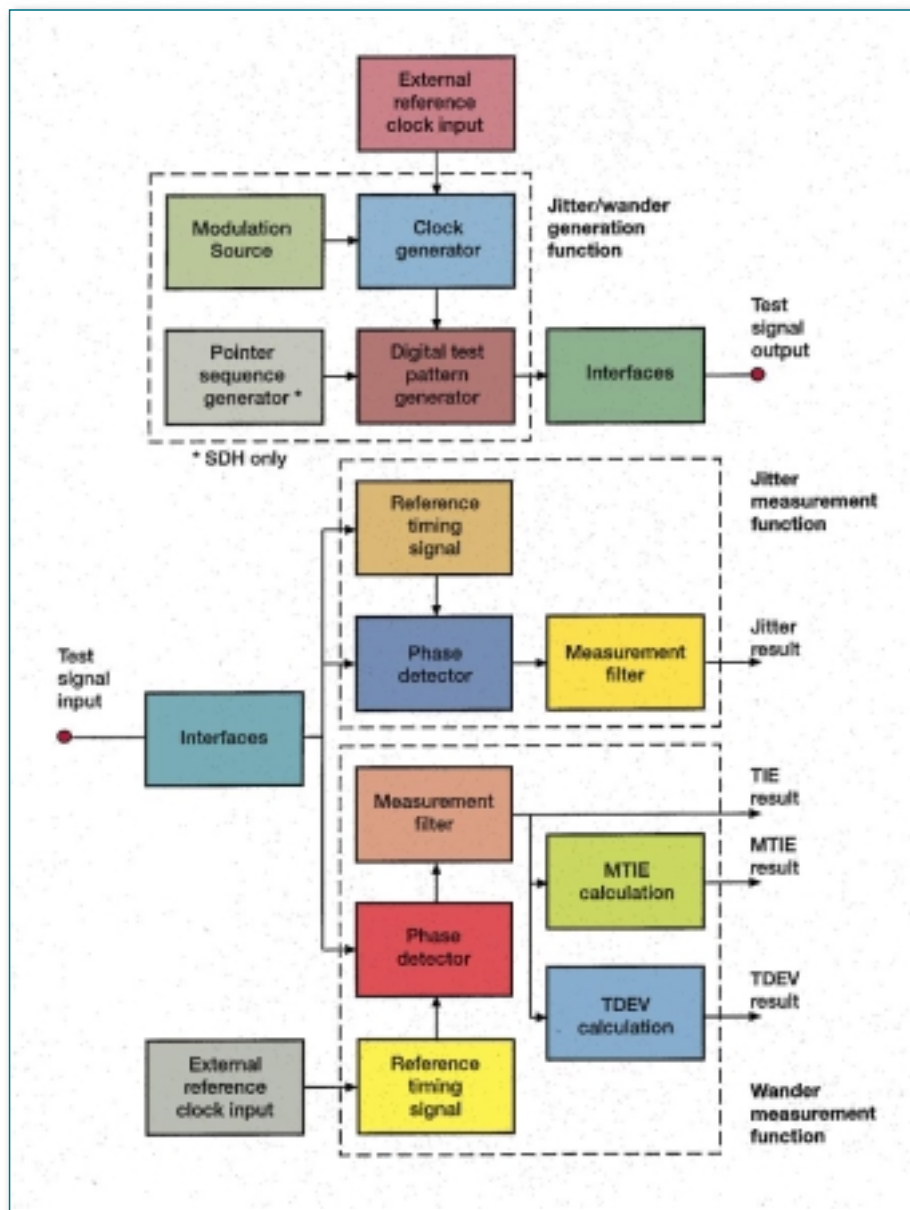 External
reference
clock input
Modulation
Source
Clock
generator
Jitter/wander
generation
function
Pointer
sequence
generator *
Digital test
pattern
generator
Interfaces
Test
signal
output
* SDH only
Reference
timing
signal
Jitter
measurement
function
Phase
detector
Measurement
filter
Jitter
result
Test
signal
input
Interfaces
Measurement
filter
TIE
result
MTIE
calculation
MTIE
result
Phase
detector
TDEV
calculation
TDEV
result
External
reference
clock input
Reference
timing
signal
Wander
measurement
function